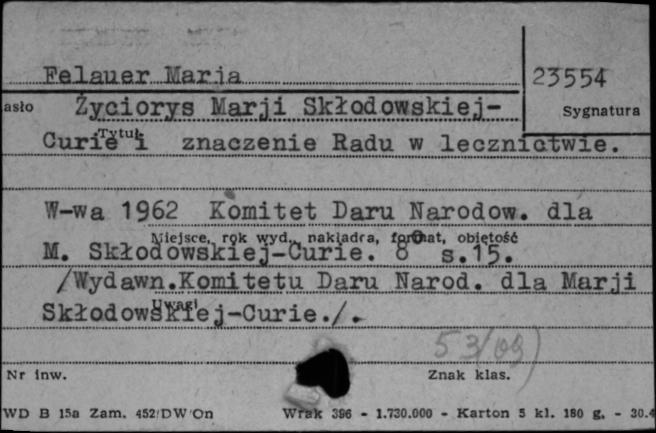 Felauer Marja
23554
asło
Życiorys Marji Skłodowskiej-
Sygnatura
Tytuł
Curie i znaczenie Radu w lecznictwie.
W-wa 1962 Komitet Daru Narodow. dla
Miejsce, rok wyd., nakładca, format, objętość
M. Skłodowskiej-Curie. 8° s.15.
/Wydawn.Komitetu Daru Narod. dla Marji
Uwagi
Skłodowskiej-Curie./.
53/09)
Nr inw.
Znak klas.
WD B 15a Zam. 452/DW/On Wrak 396 - 1.730.000 - Karton 5 kl. 180 g. - 30.4